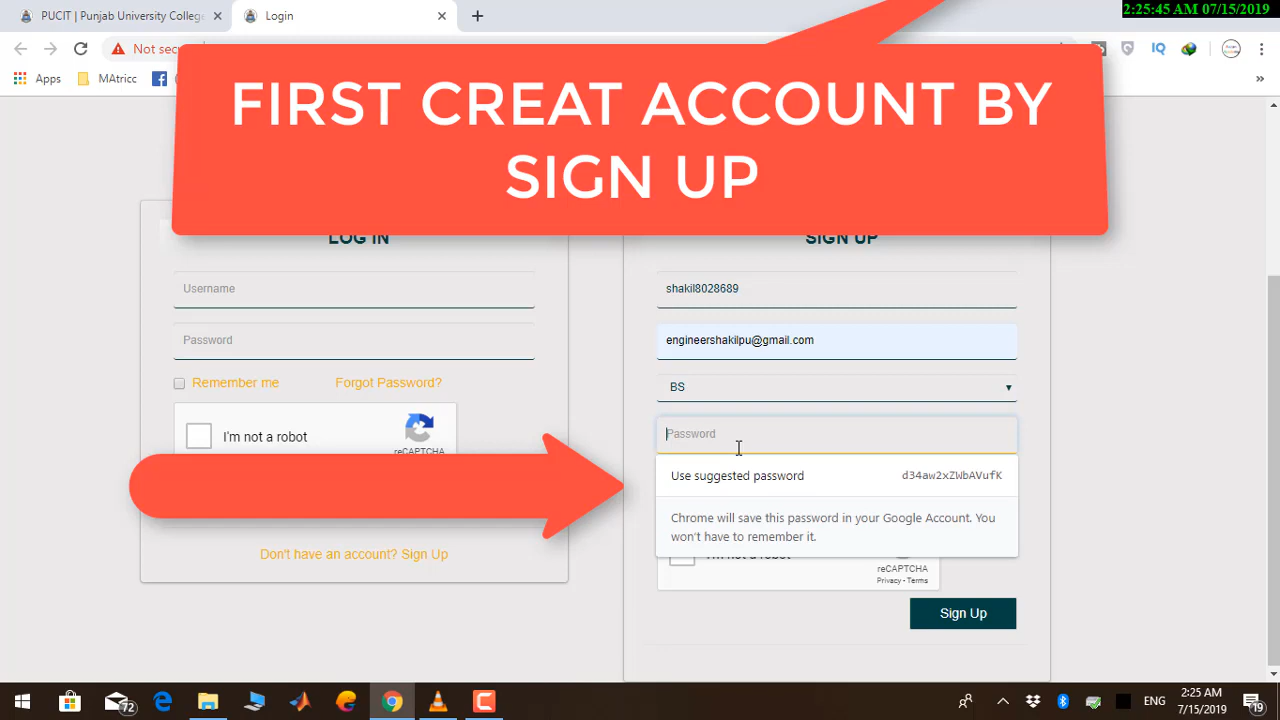 2:25:45 AM 07/15/2019
PUCIT | Punjab University College
Login
Not secu
IQ
Apps
MAtricc
FIRST CREAT ACCOUNT BY
SIGN UP
LOG IN
Username
Password
Remember me
Forgot Password?
I'm not a robot
reCAPTCHA
Don't have an account? Sign Up
SIGN UP
shakil8028689
engineershakilpu@gmail.com
BS
Password
Use suggested password d34aw2xZWbAVufK
Chrome will save this password in your Google Account. You
won't have to remember it.
I'm not a robot
reCAPTCHA
Privacy - Terms
Sign Up
72
ENG
2:25 AM
7/15/2019
19